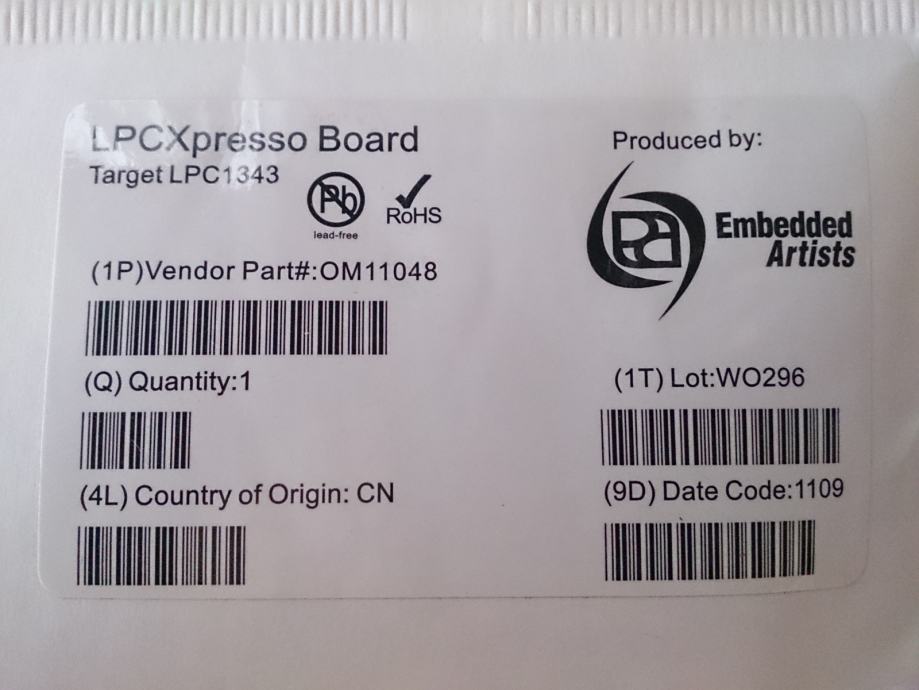 LPCXpresso Board
Target LPC1343
Pb
lead-free
RoHS
Produced by:
Embedded
Artists
(1P)Vendor Part#:OM11048
(Q) Quantity:1
(1T) Lot:WO296
(4L) Country of Origin: CN
(9D) Date Code:1109